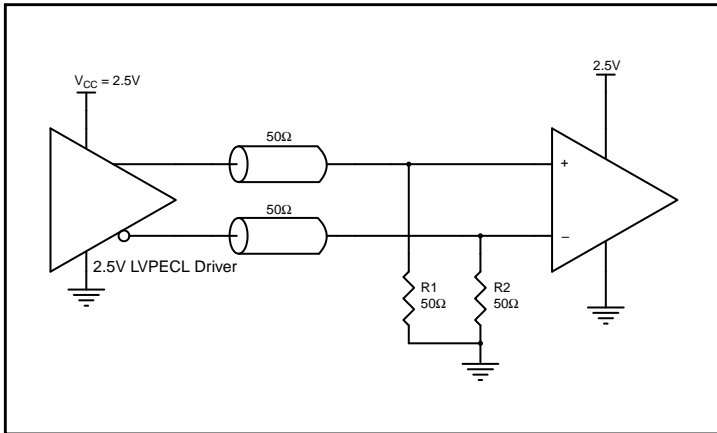 V_CC = 2.5V
2.5V
50Ω
50Ω
+
–
2.5V LVPECL Driver
R1
50Ω
R2
50Ω